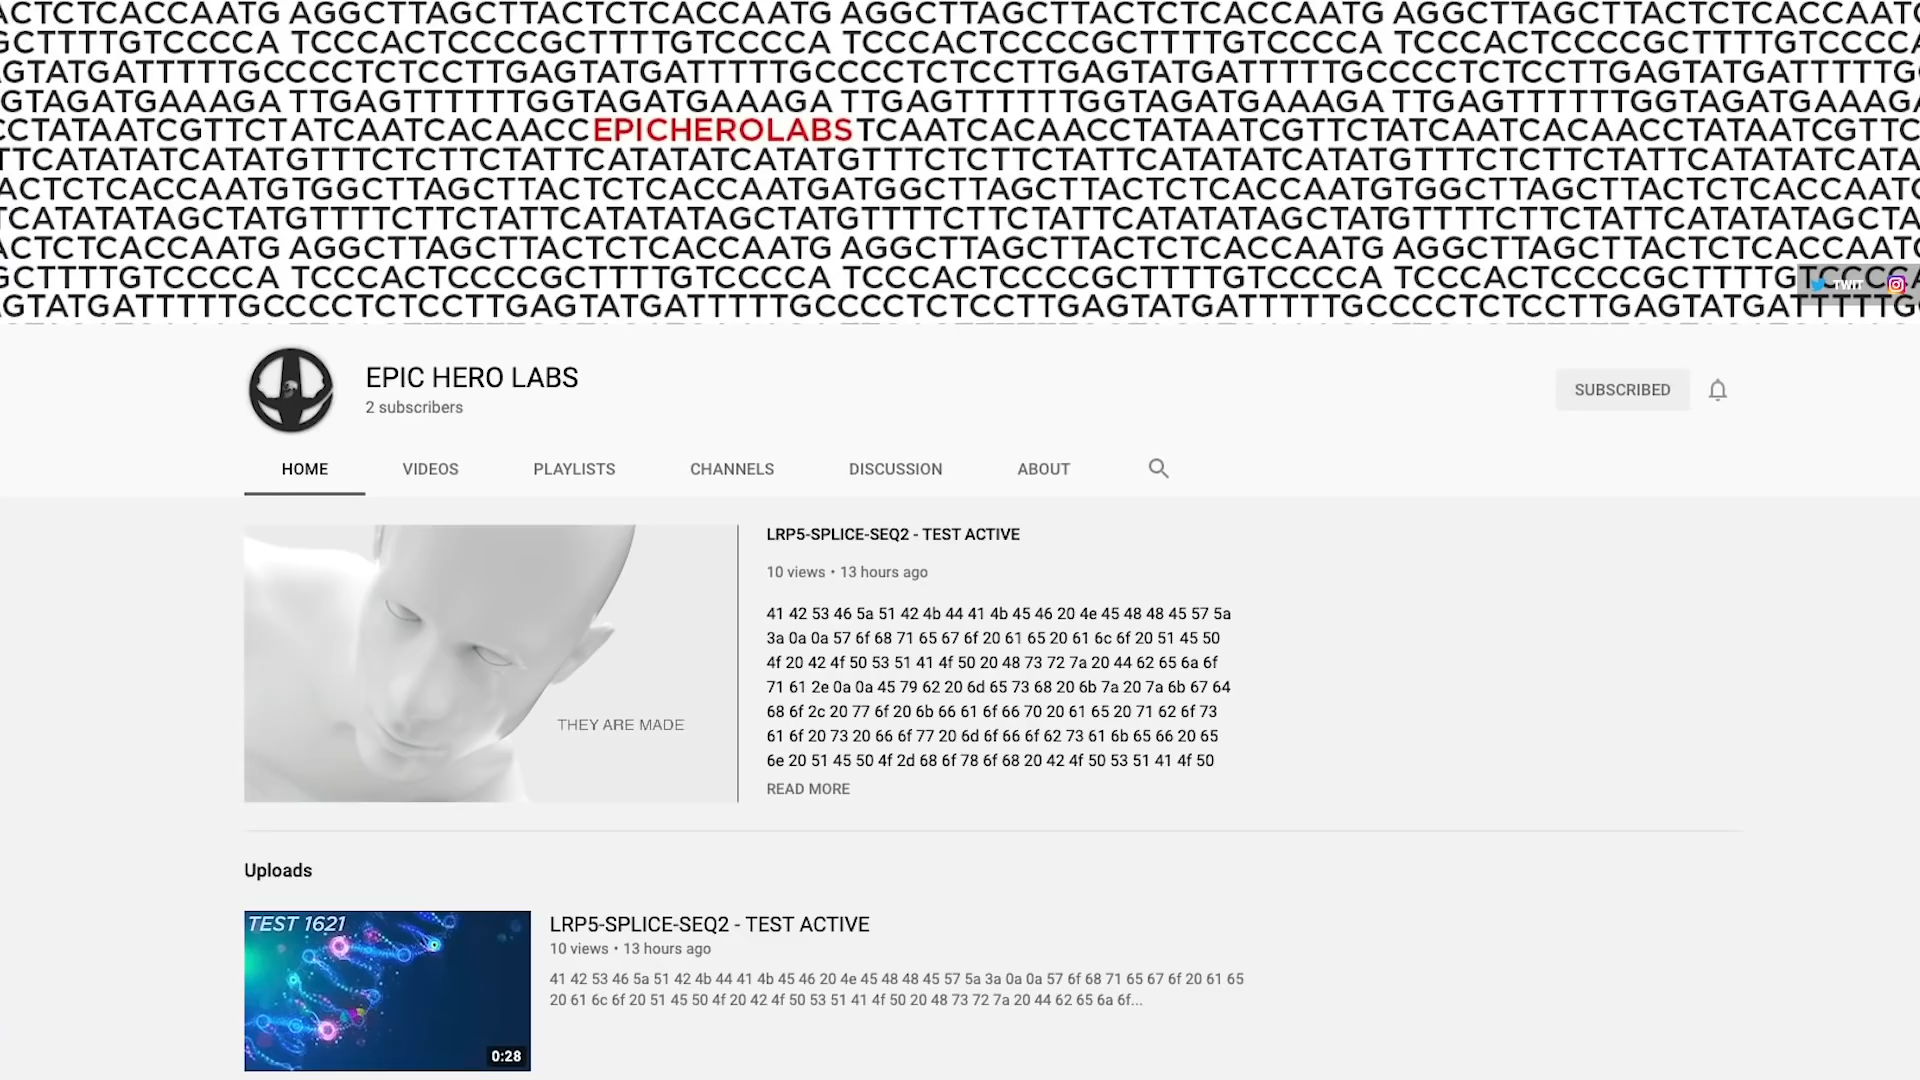 ACTCTCACCAATG AGGCTTAGCTTACTCTCACCAATG AGGCTTAGCTTACTCTCACCAATG AGGCTTAGCTTACTCTCACCAATG
GCTTTTGTCCCCA TCCCACTCCCCGCTTTTGTCCCCA TCCCACTCCCCGCTTTTGTCCCCA TCCCACTCCCCGCTTTTGTCCCCA
GTATGATTTTTGCCCCTCTCCTTGAGTATGATTTTTGCCCCTCTCCTTGAGTATGATTTTTGCCCCTCTCCTTGAGTATGATTTTTG
GTAGATGAAAGA TTGAGTTTTTTGGTAGATGAAAGA TTGAGTTTTTTGGTAGATGAAAGA TTGAGTTTTTTGGTAGATGAAAGA
CCTATAATCGTTCTATCAATCACAACCEPICHEROLABSTCAATCACAACCTATAATCGTTCTATCAATCACAACCTATAATCGTTC
TTCATATATCATATGTTTCTCTTCTATTCATATATCATATGTTTCTCTTCTATTCATATATCATATGTTTCTCTTCTATTCATATATCATA
ACTCTCACCAATGTGGCTTAGCTTACTCTCACCAATGATGGCTTAGCTTACTCTCACCAATGTGGCTTAGCTTACTCTCACCAATG
TCATATATAGCTATGTTTTCTTCTATTCATATATAGCTATGTTTTCTTCTATTCATATATAGCTATGTTTTCTTCTATTCATATATAGCTA
ACTCTCACCAATG AGGCTTAGCTTACTCTCACCAATG AGGCTTAGCTTACTCTCACCAATG AGGCTTAGCTTACTCTCACCAATG
GCTTTTGTCCCCA TCCCACTCCCCGCTTTTGTCCCCA TCCCACTCCCCGCTTTTGTCCCCA TCCCACTCCCCGCTTTTGTCCCCA
TWIT
GTATGATTTTTGCCCCTCTCCTTGAGTATGATTTTTGCCCCTCTCCTTGAGTATGATTTTTGCCCCTCTCCTTGAGTATGATTTTTG
EPIC HERO LABS
2 subscribers
SUBSCRIBED
HOME VIDEOS PLAYLISTS CHANNELS DISCUSSION ABOUT
THEY ARE MADE
LRP5-SPLICE-SEQ2 - TEST ACTIVE
10 views • 13 hours ago
41 42 53 46 5a 51 42 4b 44 41 4b 45 46 20 4e 45 48 48 45 57 5a
3a 0a 0a 57 6f 68 71 65 67 6f 20 61 65 20 61 6c 6f 20 51 45 50
4f 20 42 4f 50 53 51 41 4f 50 20 48 73 72 7a 20 44 62 65 6a 6f
71 61 2e 0a 0a 45 79 62 20 6d 65 73 68 20 6b 7a 20 7a 6b 67 64
68 6f 2c 20 77 6f 20 6b 66 61 6f 66 70 20 61 65 20 71 62 6f 73
61 6f 20 73 20 66 6f 77 20 6d 6f 66 6f 62 73 61 6b 65 66 20 65
6e 20 51 45 50 4f 2d 68 6f 78 6f 68 20 42 4f 50 53 51 41 4f 50
READ MORE
Uploads
TEST 1621
0:28
LRP5-SPLICE-SEQ2 - TEST ACTIVE
10 views • 13 hours ago
41 42 53 46 5a 51 42 4b 44 41 4b 45 46 20 4e 45 48 48 45 57 5a 3a 0a 0a 57 6f 68 71 65 67 6f 20 61 65
20 61 6c 6f 20 51 45 50 4f 20 42 4f 50 53 51 41 4f 50 20 48 73 72 7a 20 44 62 65 6a 6f...